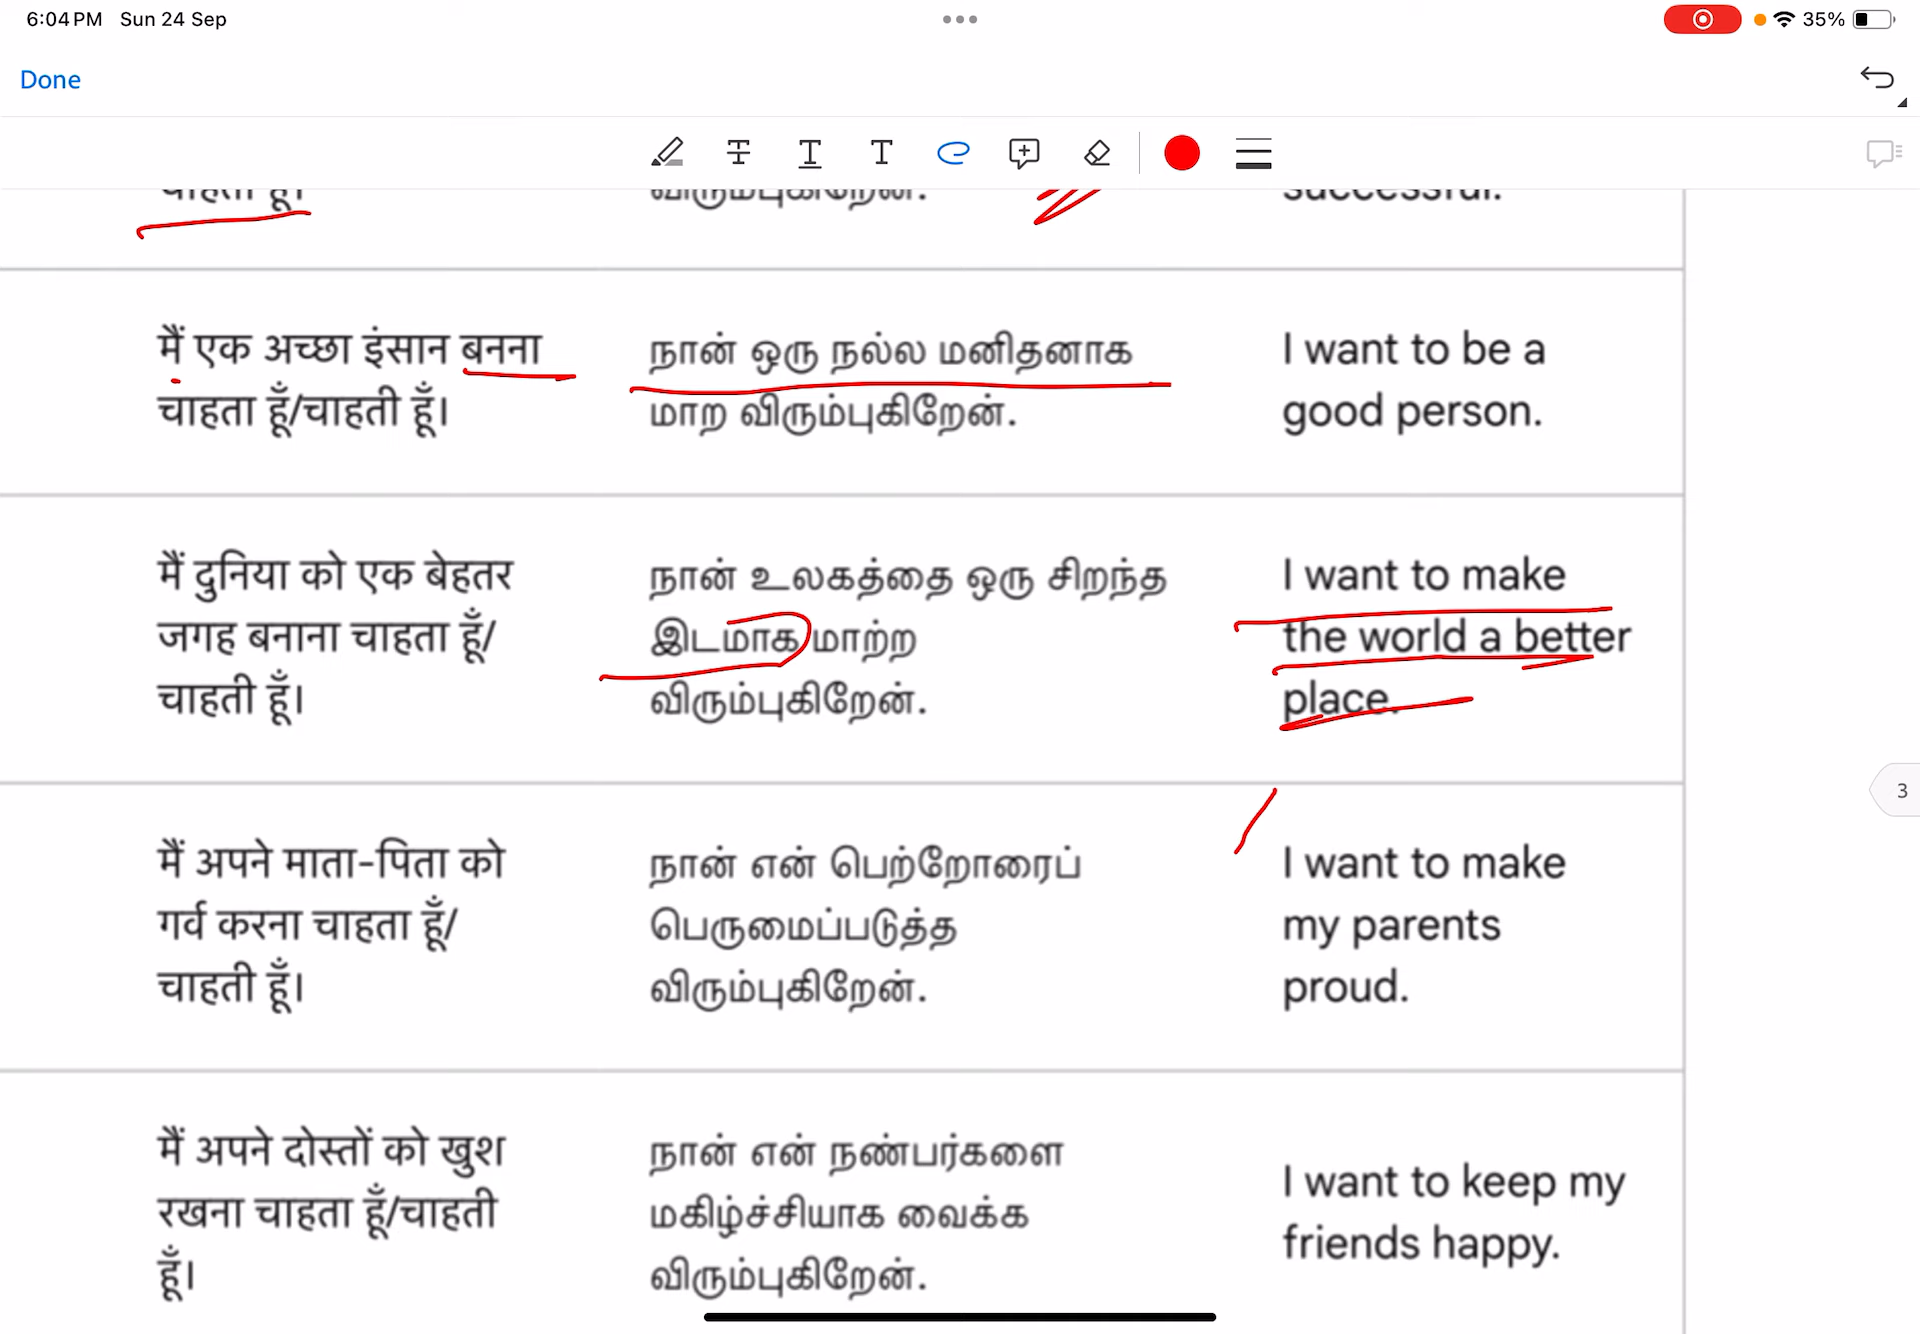 6:04 PM Sun 24 Sep
35%
Done
चाहता हूँ।
விரும்புகிறேன்.
successful.
मैं एक अच्छा इंसान बनना
चाहता हूँ/चाहती हूँ।
நான் ஒரு நல்ல மனிதனாக
மாற விரும்புகிறேன்.
I want to be a
good person.
मैं दुनिया को एक बेहतर
जगह बनाना चाहता हूँ/
चाहती हूँ।
நான் உலகத்தை ஒரு சிறந்த
இடமாக மாற்ற
விரும்புகிறேன்.
I want to make
the world a better
place.
3
मैं अपने माता-पिता को
गर्व करना चाहता हूँ/
चाहती हूँ।
நான் என் பெற்றோரைப்
பெருமைப்படுத்த
விரும்புகிறேன்.
I want to make
my parents
proud.
मैं अपने दोस्तों को खुश
रखना चाहता हूँ/चाहती
हूँ।
நான் என் நண்பர்களை
மகிழ்ச்சியாக வைக்க
விரும்புகிறேன்.
I want to keep my
friends happy.